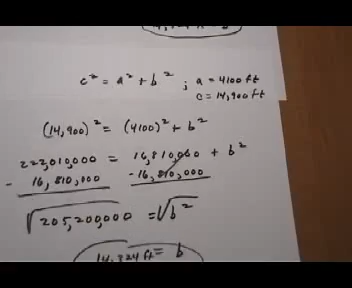 c² = a² + b² ; a = 4100 ft
c = 14,900 ft
(14,900)² = (4100)² + b²
222,010,000 = 16,810,000 + b²
- 16,810,000 -16,810,000
√205,200,000 = √b²
14,324 ft = b